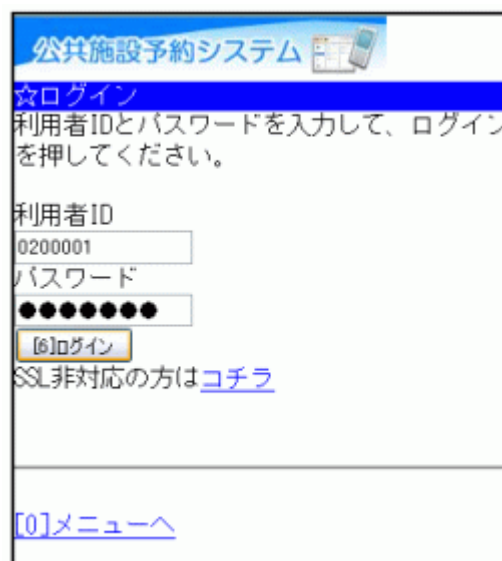 公共施設予約システム
☆ログイン
利用者IDとパスワードを入力して、ログイン
を押してください。
利用者ID
0200001
パスワード
●●●●●●●
[6]ログイン
SSL非対応の方はコチラ
[0]メニューへ